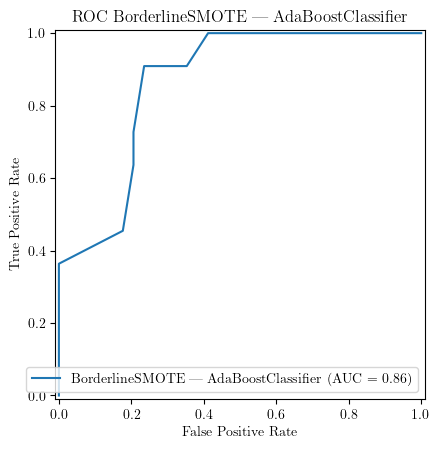 ROC BorderlineSMOTE — AdaBoostClassifier
1.0
0.8
0.6
0.4
0.2
0.0
True Positive Rate
BorderlineSMOTE — AdaBoostClassifier (AUC = 0.86)
0.0 0.2 0.4 0.6 0.8 1.0
False Positive Rate